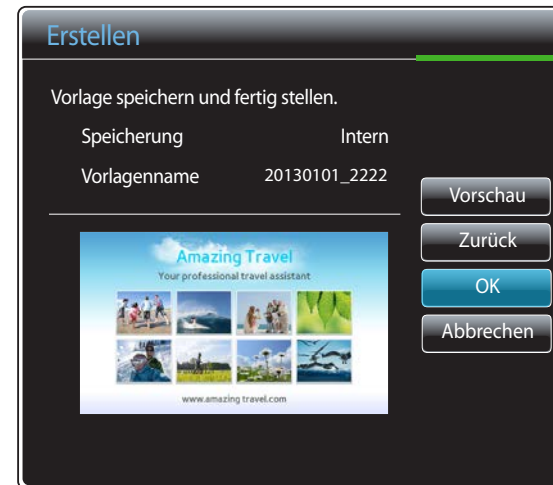 Erstellen
Vorlage speichern und fertig stellen.
Speicherung Intern
Vorlagenname 20130101_2222
Amazing Travel
Your professional travel assistant
www.amazing travel.com
Vorschau
Zurück
OK
Abbrechen